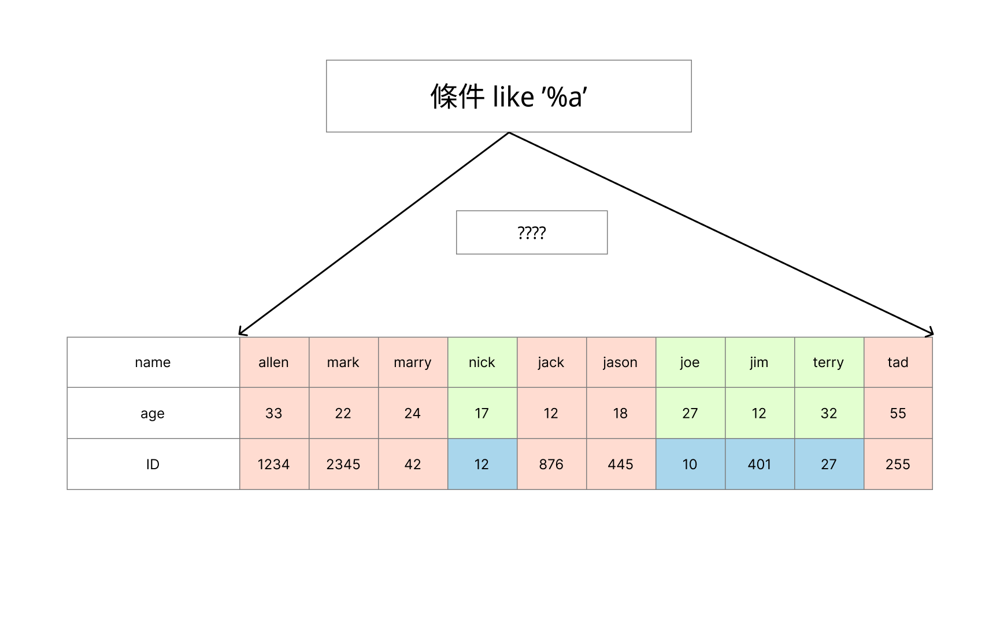 條件 like ’%a’
????
name allen mark marry nick jack jason joe jim terry tad
age 33 22 24 17 12 18 27 12 32 55
ID 1234 2345 42 12 876 445 10 401 27 255